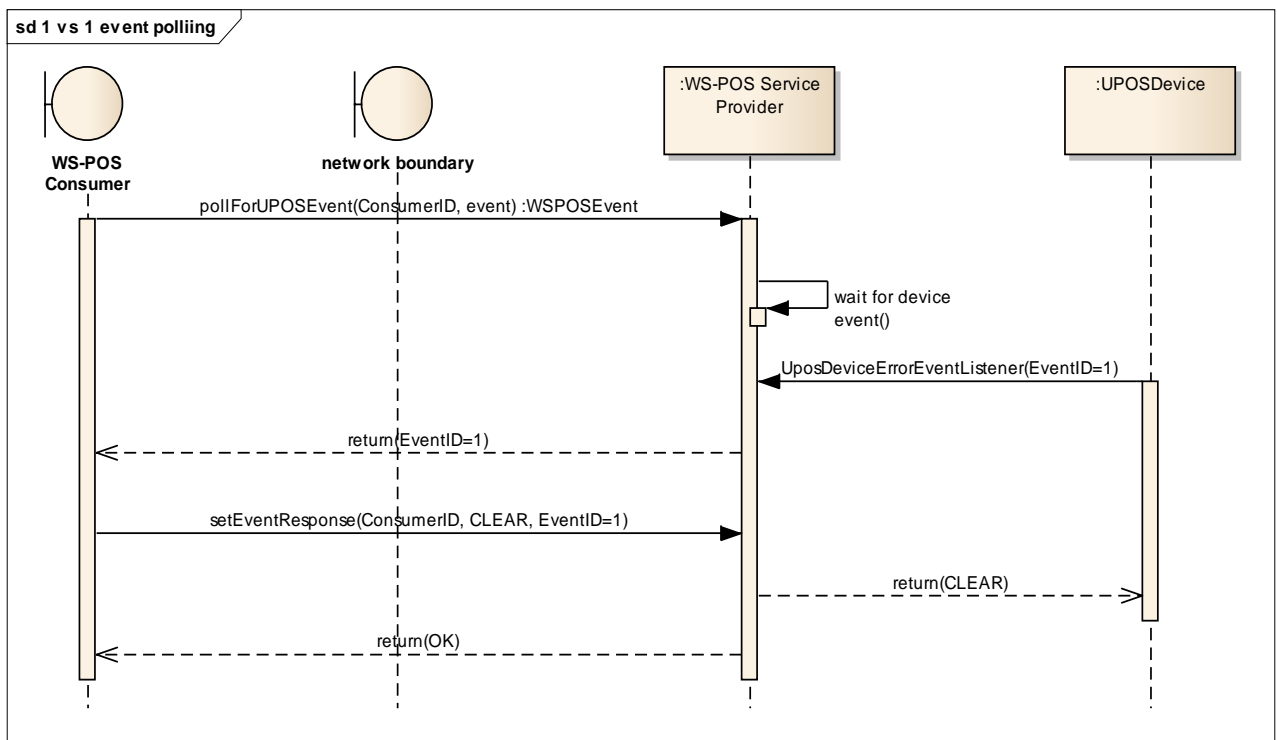 sd 1 vs 1 event polliing
:WS-POS Service
Provider
:UPOSDevice
WS-POS
Consumer
network boundary
pollForUPOSEvent(ConsumerID, event) :WSPOSEvent
wait for device
event()
UposDeviceErrorEventListener(EventID=1)
return(EventID=1)
setEventResponse(ConsumerID, CLEAR, EventID=1)
return(CLEAR)
return(OK)